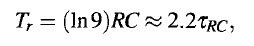 T_r = (ln 9)RC ≈ 2.2τ_RC,